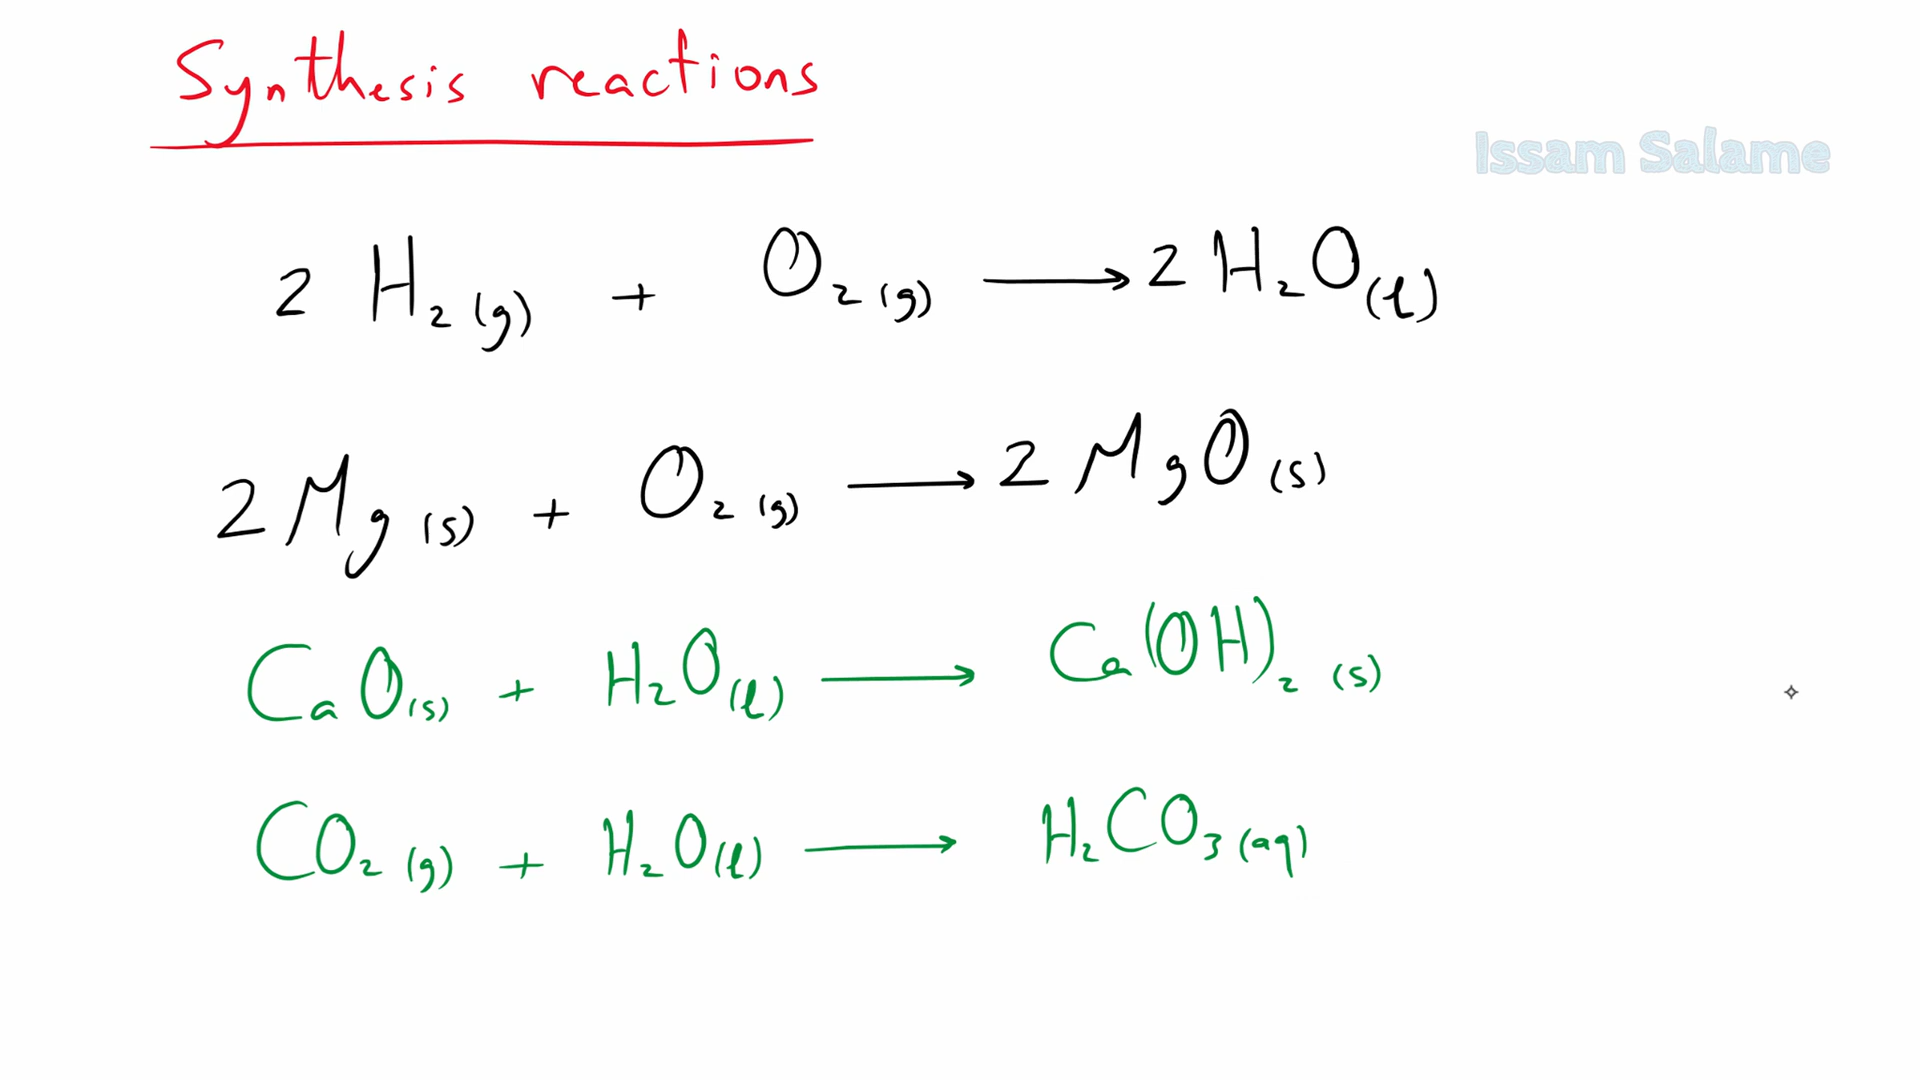 Synthesis reactions
Issam Salame
2 H₂ (g) + O₂ (g) ⟶ 2 H₂O (l)
2 Mg (s) + O₂ (g) ⟶ 2 MgO (s)
CaO (s) + H₂O (l) ⟶ Ca(OH)₂ (s)
CO₂ (g) + H₂O (l) ⟶ H₂CO₃ (aq)